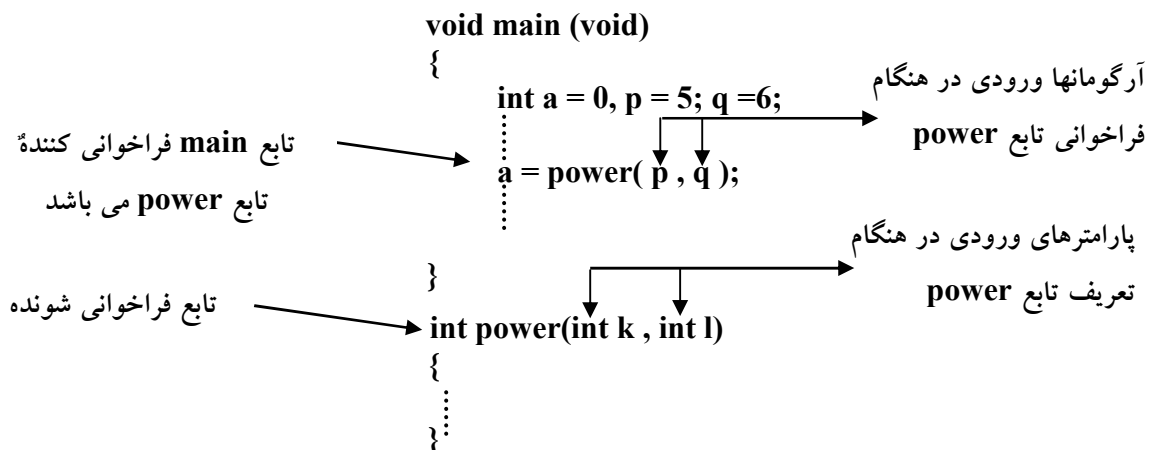 void main (void)
{
int a = 0, p = 5; q =6;
a = power( p , q );
}
int power(int k , int l)
{
}
آرگومانها ورودی در هنگام
فراخوانی تابع power
تابع main فراخوانی کنندهٌ
تابع power می باشد
پارامترهای ورودی در هنگام
تعریف تابع power
تابع فراخوانی شونده